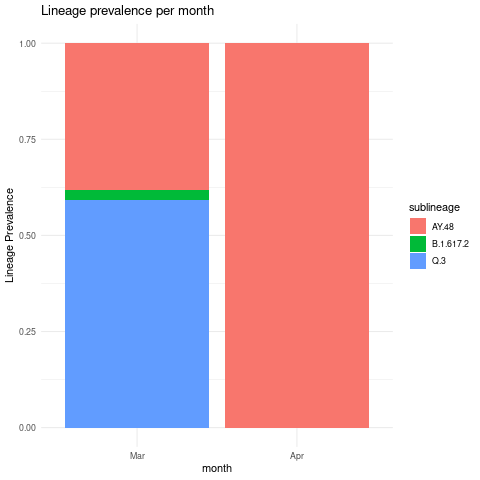 Lineage prevalence per month
1.00
0.75
0.50
0.25
0.00
Lineage Prevalence
Mar
Apr
month
sublineage
AY.48
B.1.617.2
Q.3